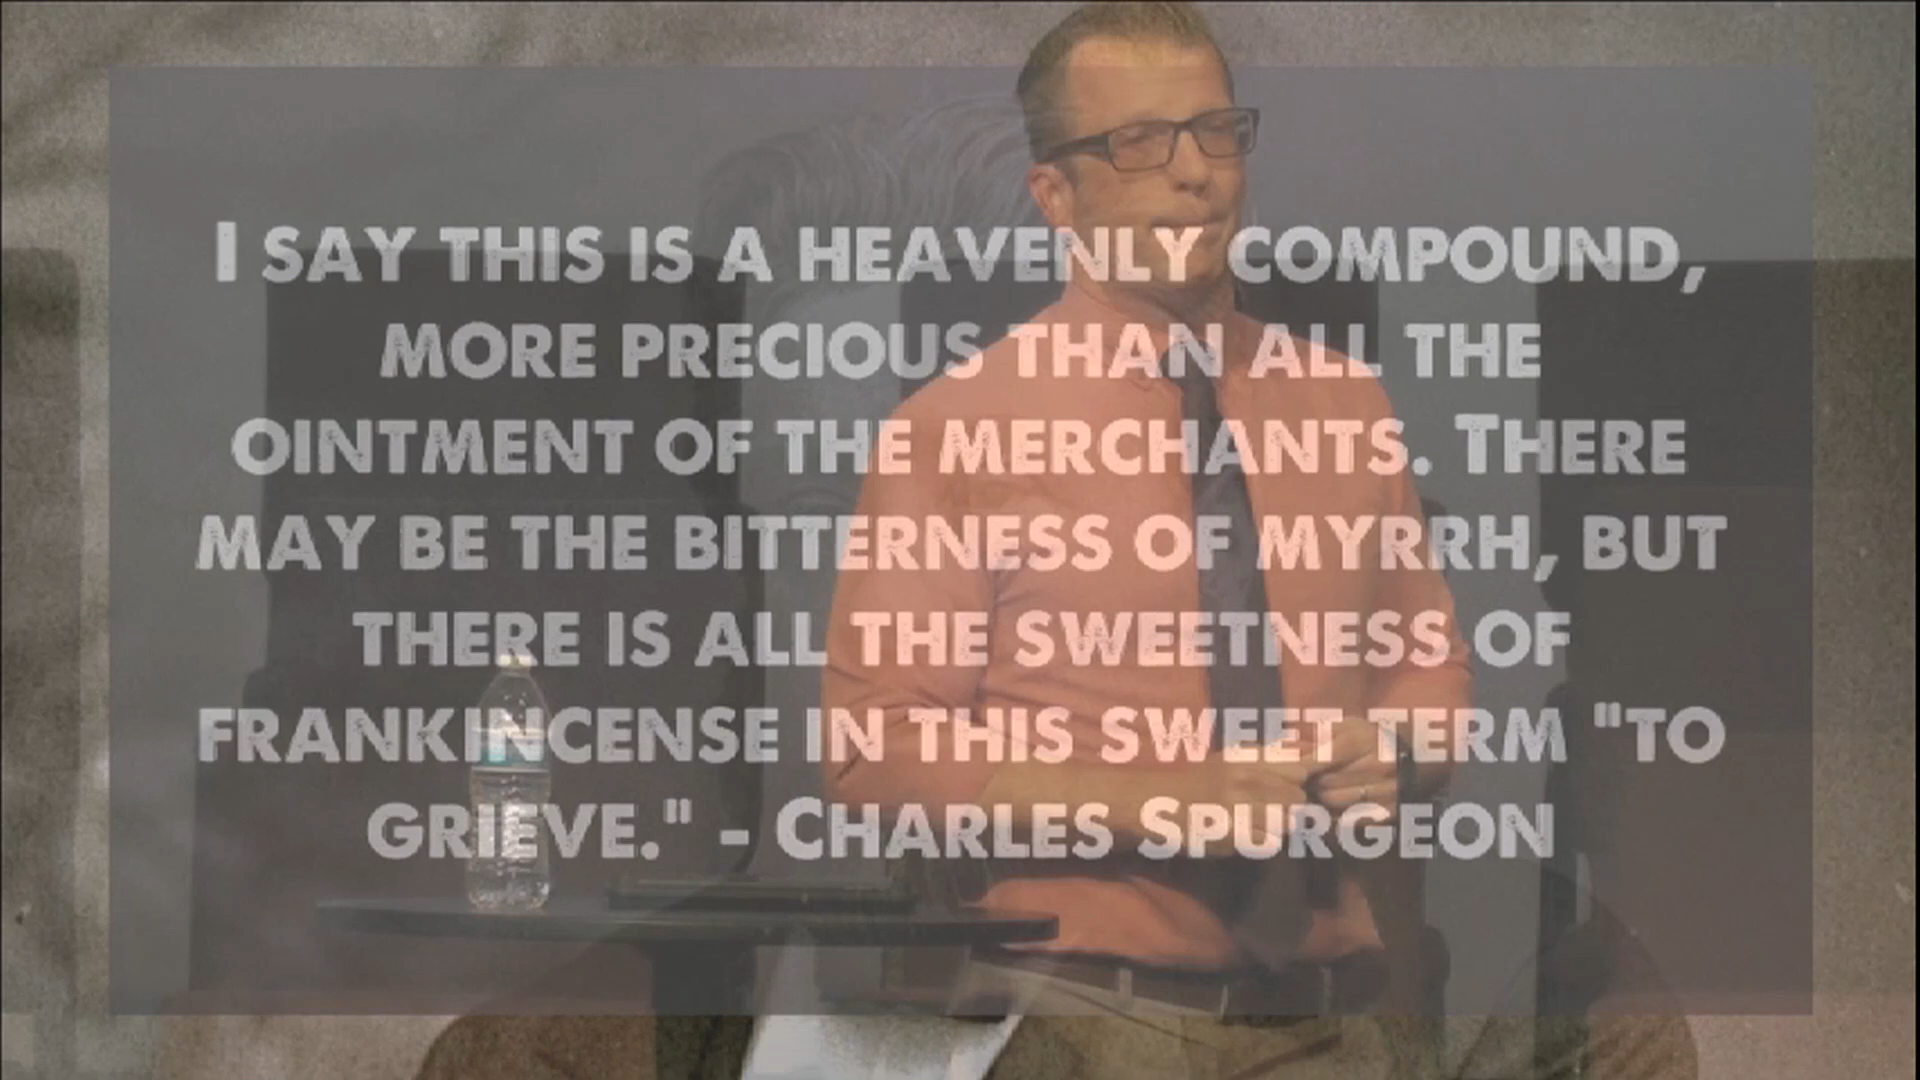 I SAY THIS IS A HEAVENLY COMPOUND,
MORE PRECIOUS THAN ALL THE
OINTMENT OF THE MERCHANTS. THERE
MAY BE THE BITTERNESS OF MYRRH, BUT
THERE IS ALL THE SWEETNESS OF
FRANKINCENSE IN THIS SWEET TERM "TO
GRIEVE." - CHARLES SPURGEON